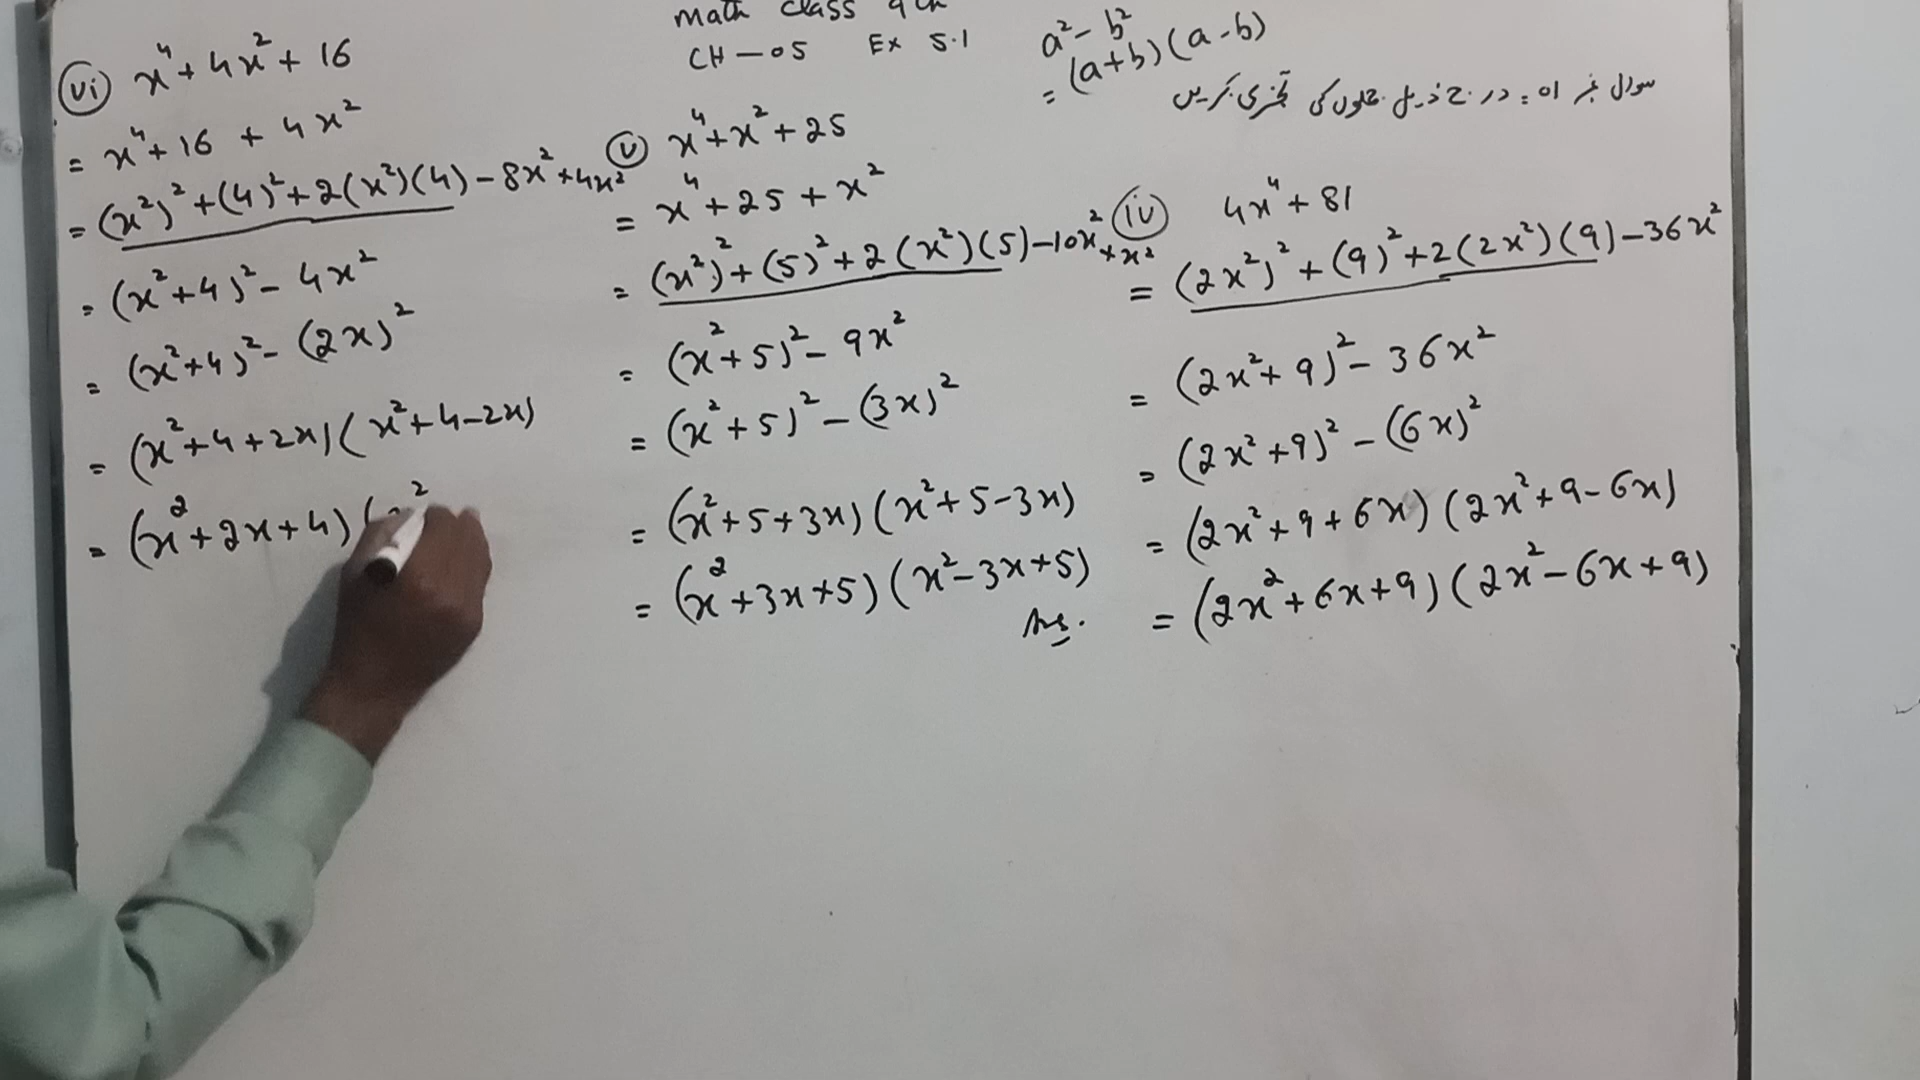 math class 9th
CH-05 Ex 5.1
a² - b²
= (a+b)(a-b)
سوال نمبر 01: درج ذیل جملوں کی تجزی کریں
(vi) x⁴ + 4x² + 16
= x⁴ + 16 + 4x²
= (x²)² + (4)² + 2(x²)(4) - 8x² + 4x²
= (x²+4)² - 4x²
= (x²+4)² - (2x)²
= (x²+4+2x)(x²+4-2x)
= (x²+2x+4)(x²
(v) x⁴ + x² + 25
= x⁴ + 25 + x²
= (x²)² + (5)² + 2(x²)(5) - 10x² + x²
= (x²+5)² - 9x²
= (x²+5)² - (3x)²
= (x²+5+3x)(x²+5-3x)
= (x²+3x+5)(x²-3x+5)
Ans.
(iv) 4x⁴ + 81
= (2x²)² + (9)² + 2(2x²)(9) - 36x²
= (2x²+9)² - 36x²
= (2x²+9)² - (6x)²
= (2x²+9+6x)(2x²+9-6x)
= (2x²+6x+9)(2x²-6x+9)